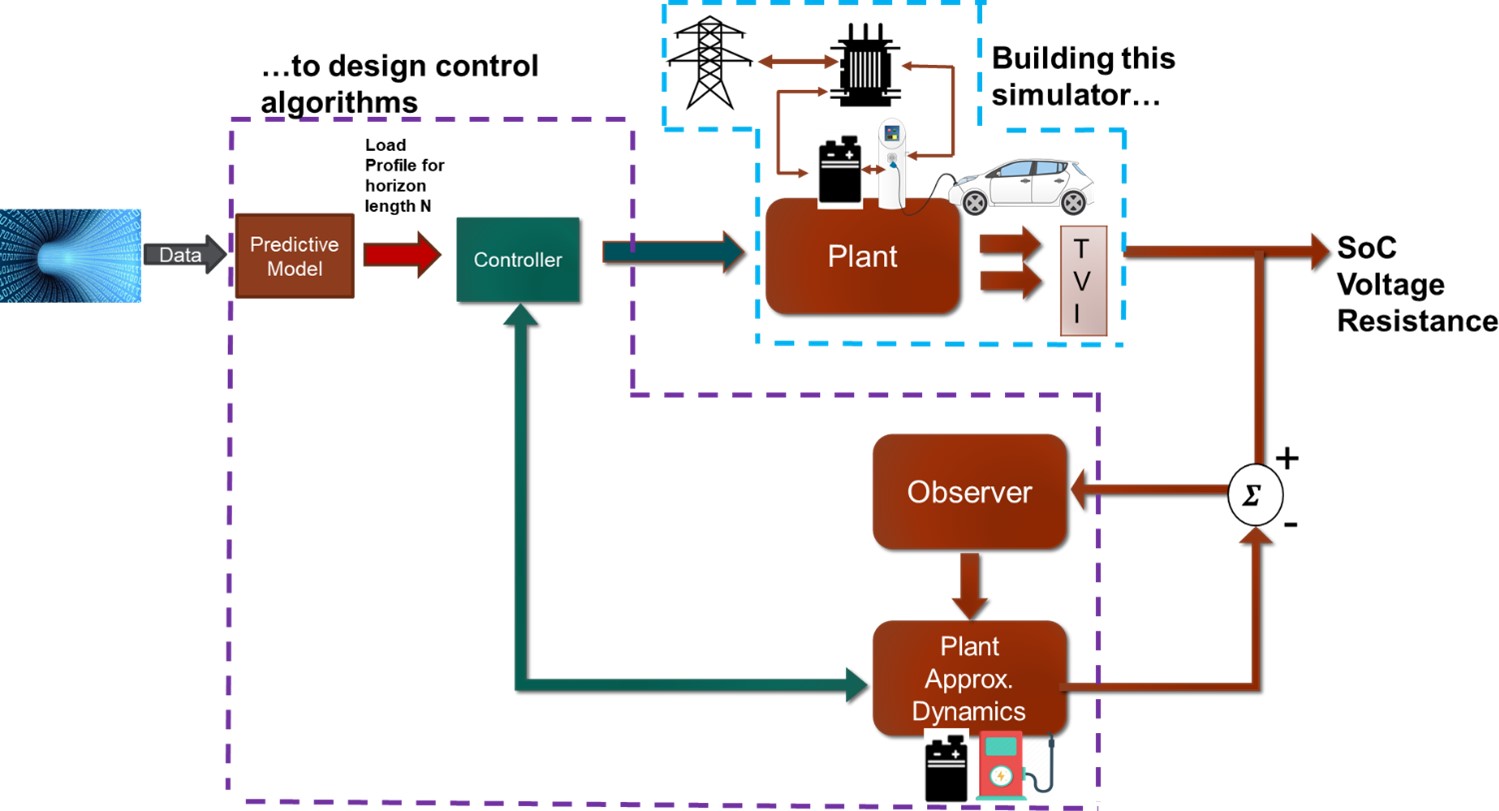 …to design control
algorithms
Building this
simulator…
Load
Profile for
horizon
length N
Data
Predictive
Model
Controller
Plant
T
V
I
SoC
Voltage
Resistance
Observer
+
Σ
-
Plant
Approx.
Dynamics